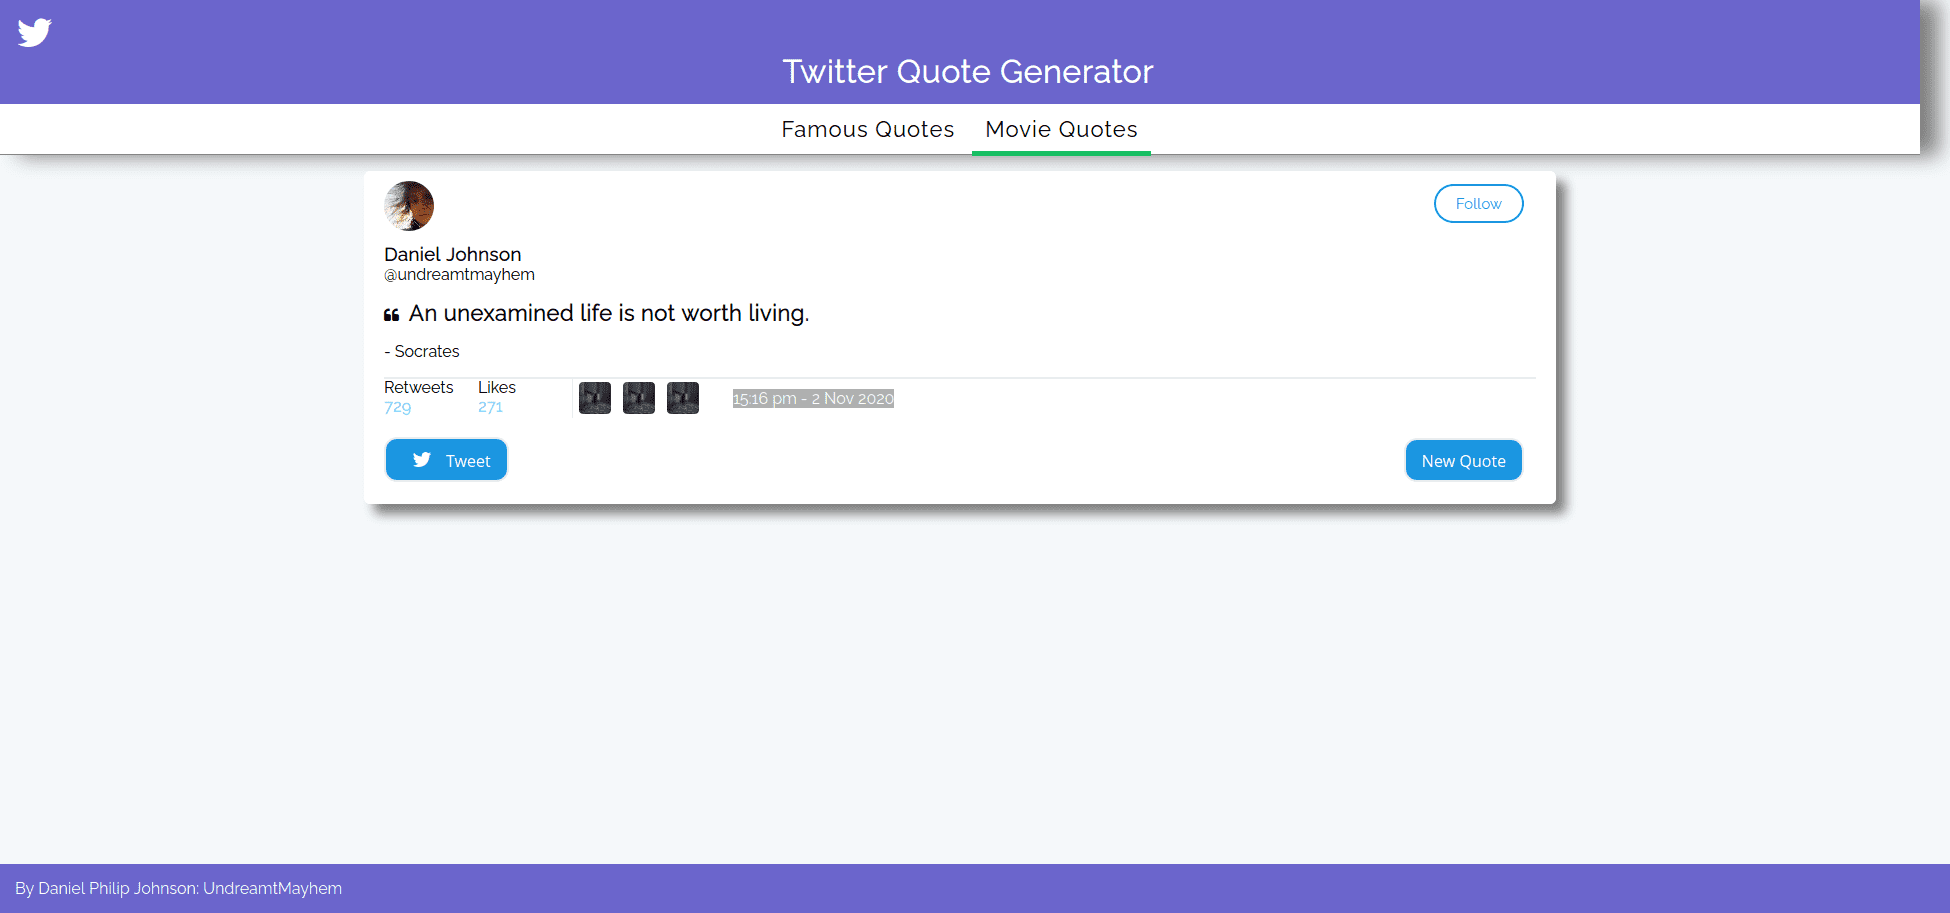 Twitter Quote Generator
Famous Quotes Movie Quotes
Follow
Daniel Johnson
@undreamtmayhem
An unexamined life is not worth living.
- Socrates
Retweets Likes
729 271
15:16 pm - 2 Nov 2020
Tweet New Quote
By Daniel Philip Johnson: UndreamtMayhem